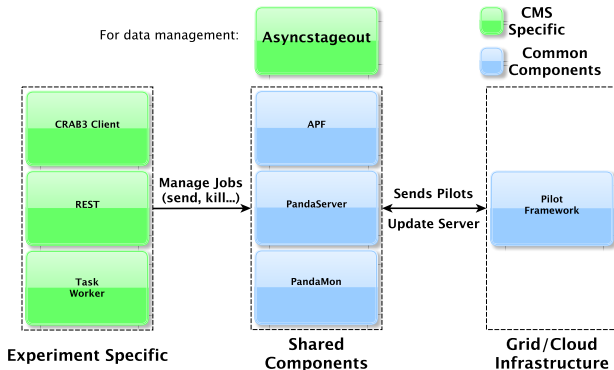 For data management:
Asyncstageout
CMS
Specific
Common
Components
CRAB3 Client
REST
Task
Worker
Manage Jobs
(send, kill...)
APF
PandaServer
PandaMon
Sends Pilots
Update Server
Pilot
Framework
Experiment Specific
Shared
Components
Grid/Cloud
Infrastructure